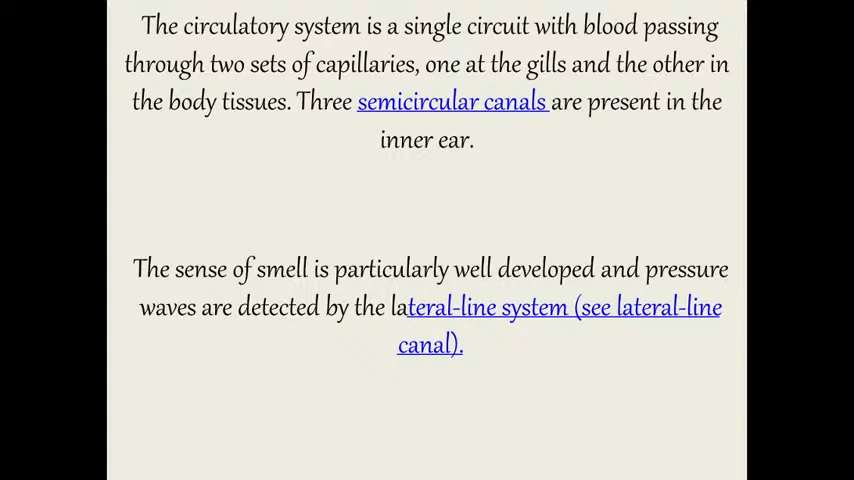 The circulatory system is a single circuit with blood passing
through two sets of capillaries, one at the gills and the other in
the body tissues. Three semicircular canals are present in the
inner ear.
The sense of smell is particularly well developed and pressure
waves are detected by the lateral-line system (see lateral-line
canal).